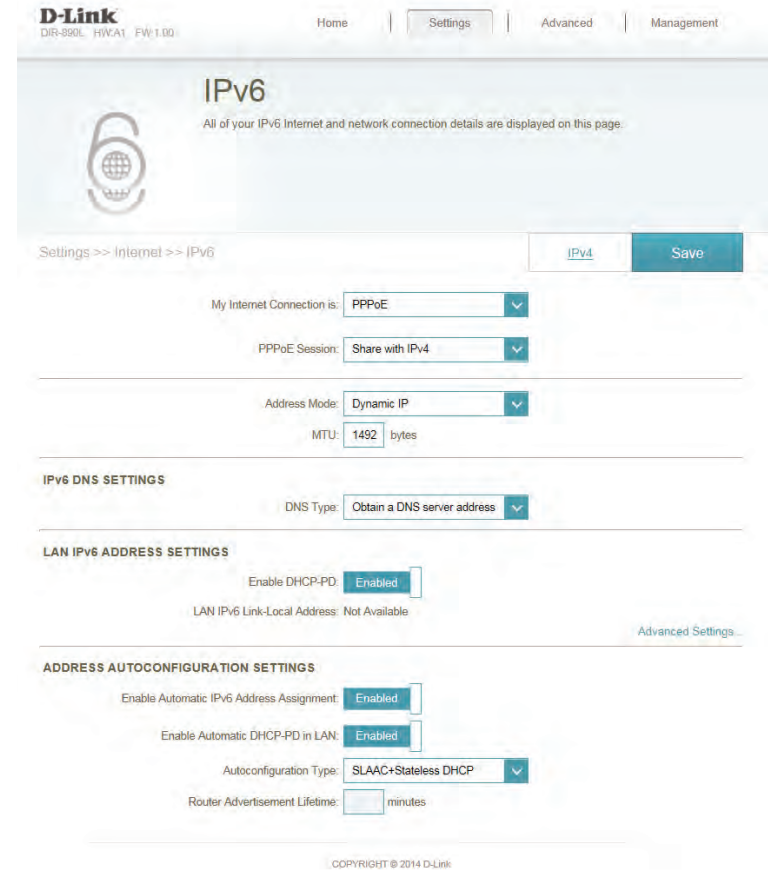 D-Link
DIR-890L HW:A1 FW:1.00
Home | Settings | Advanced | Management
IPv6
All of your IPv6 Internet and network connection details are displayed on this page.
Settings >> Internet >> IPv6
IPv4
Save
My Internet Connection is: PPPoE
PPPoE Session: Share with IPv4
Address Mode: Dynamic IP
MTU: 1492 bytes
IPv6 DNS SETTINGS
DNS Type: Obtain a DNS server address
LAN IPv6 ADDRESS SETTINGS
Enable DHCP-PD: Enabled
LAN IPv6 Link-Local Address: Not Available
Advanced Settings...
ADDRESS AUTOCONFIGURATION SETTINGS
Enable Automatic IPv6 Address Assignment: Enabled
Enable Automatic DHCP-PD in LAN: Enabled
Autoconfiguration Type: SLAAC+Stateless DHCP
Router Advertisement Lifetime: minutes
COPYRIGHT © 2014 D-Link